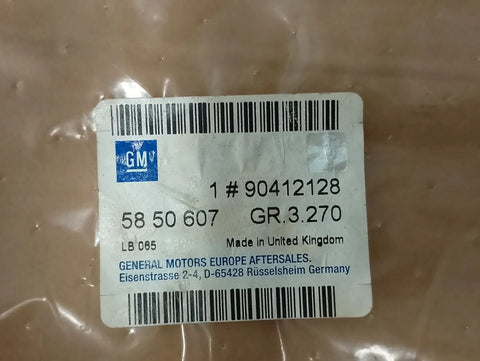 GM
1 # 90412128
58 50 607 GR.3.270
LB 065 Made in United Kingdom
GENERAL MOTORS EUROPE AFTERSALES.
Eisenstrasse 2-4, D-65428 Rüsselsheim Germany